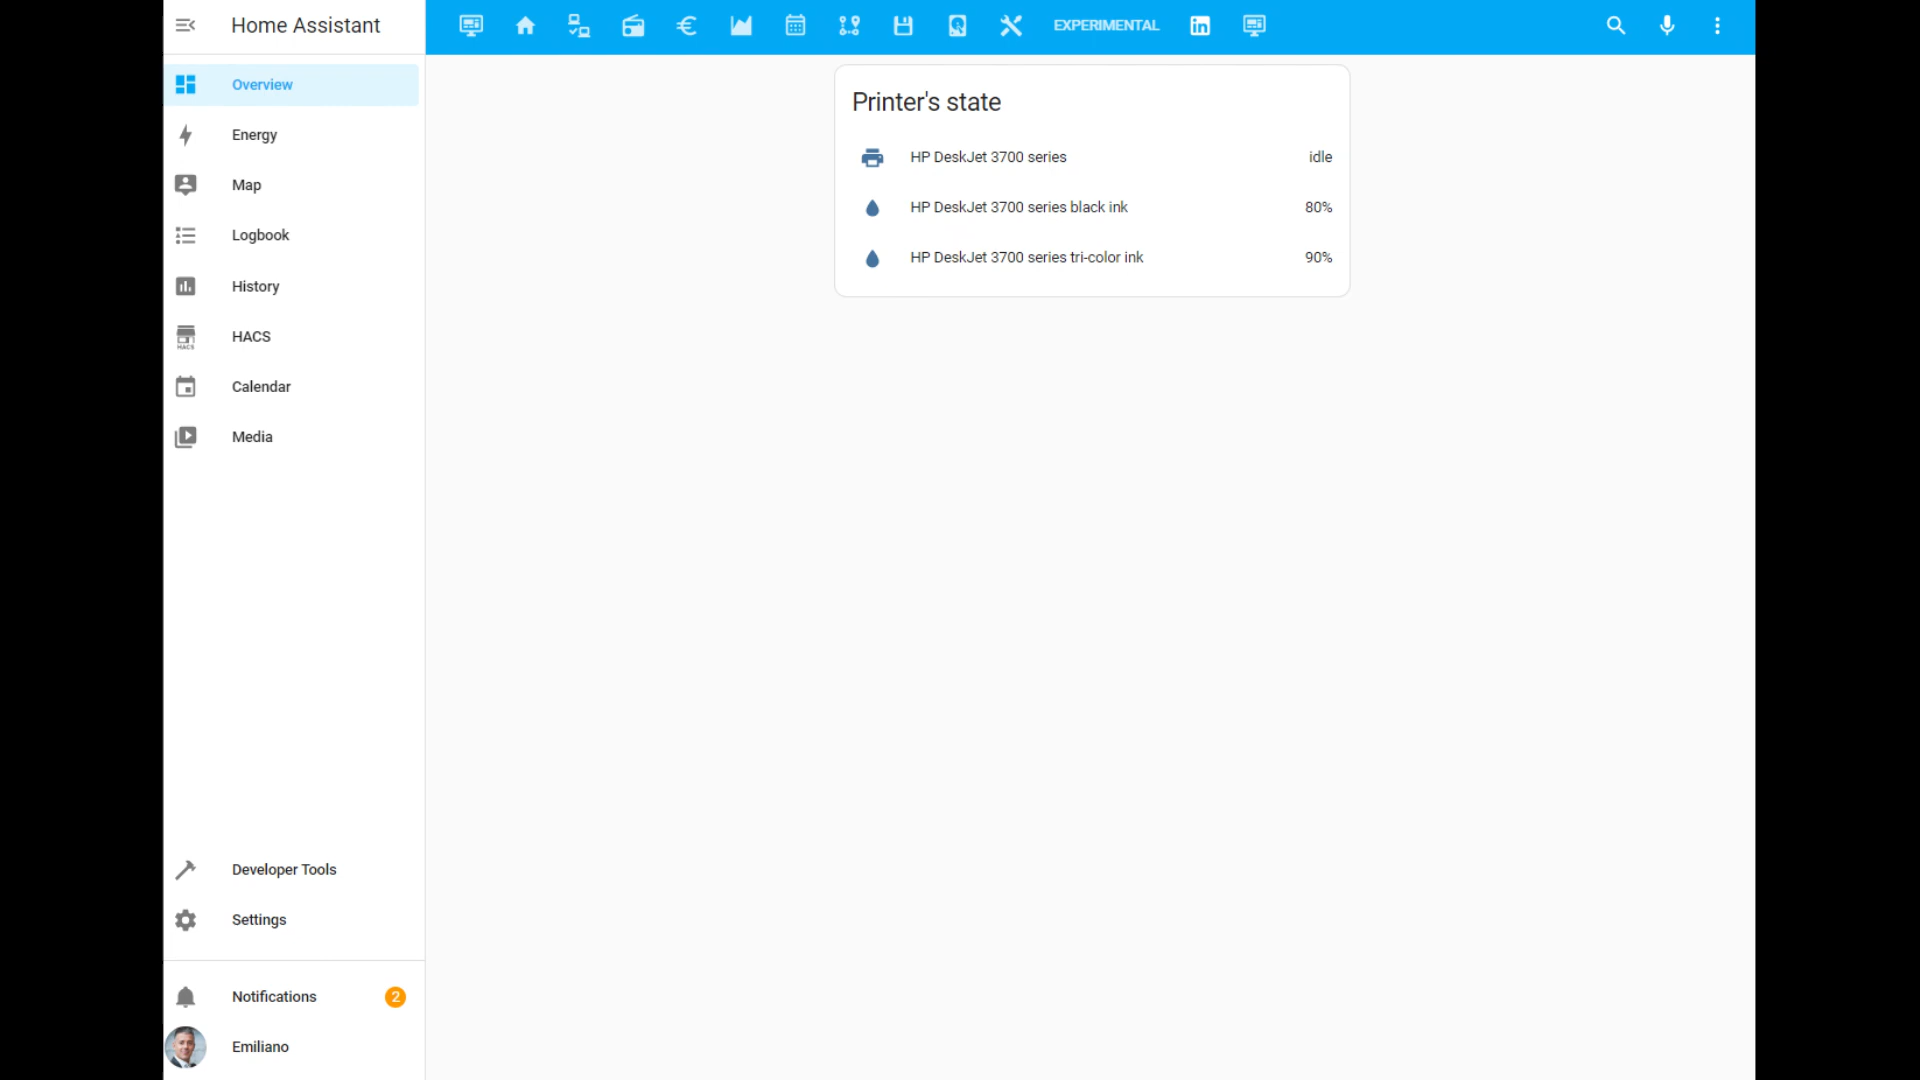 Home Assistant
EXPERIMENTAL
Overview
Energy
Map
Logbook
History
HACS
HACS
Calendar
Media
Developer Tools
Settings
Notifications 2
Emiliano
Printer's state
HP DeskJet 3700 series idle
HP DeskJet 3700 series black ink 80%
HP DeskJet 3700 series tri-color ink 90%